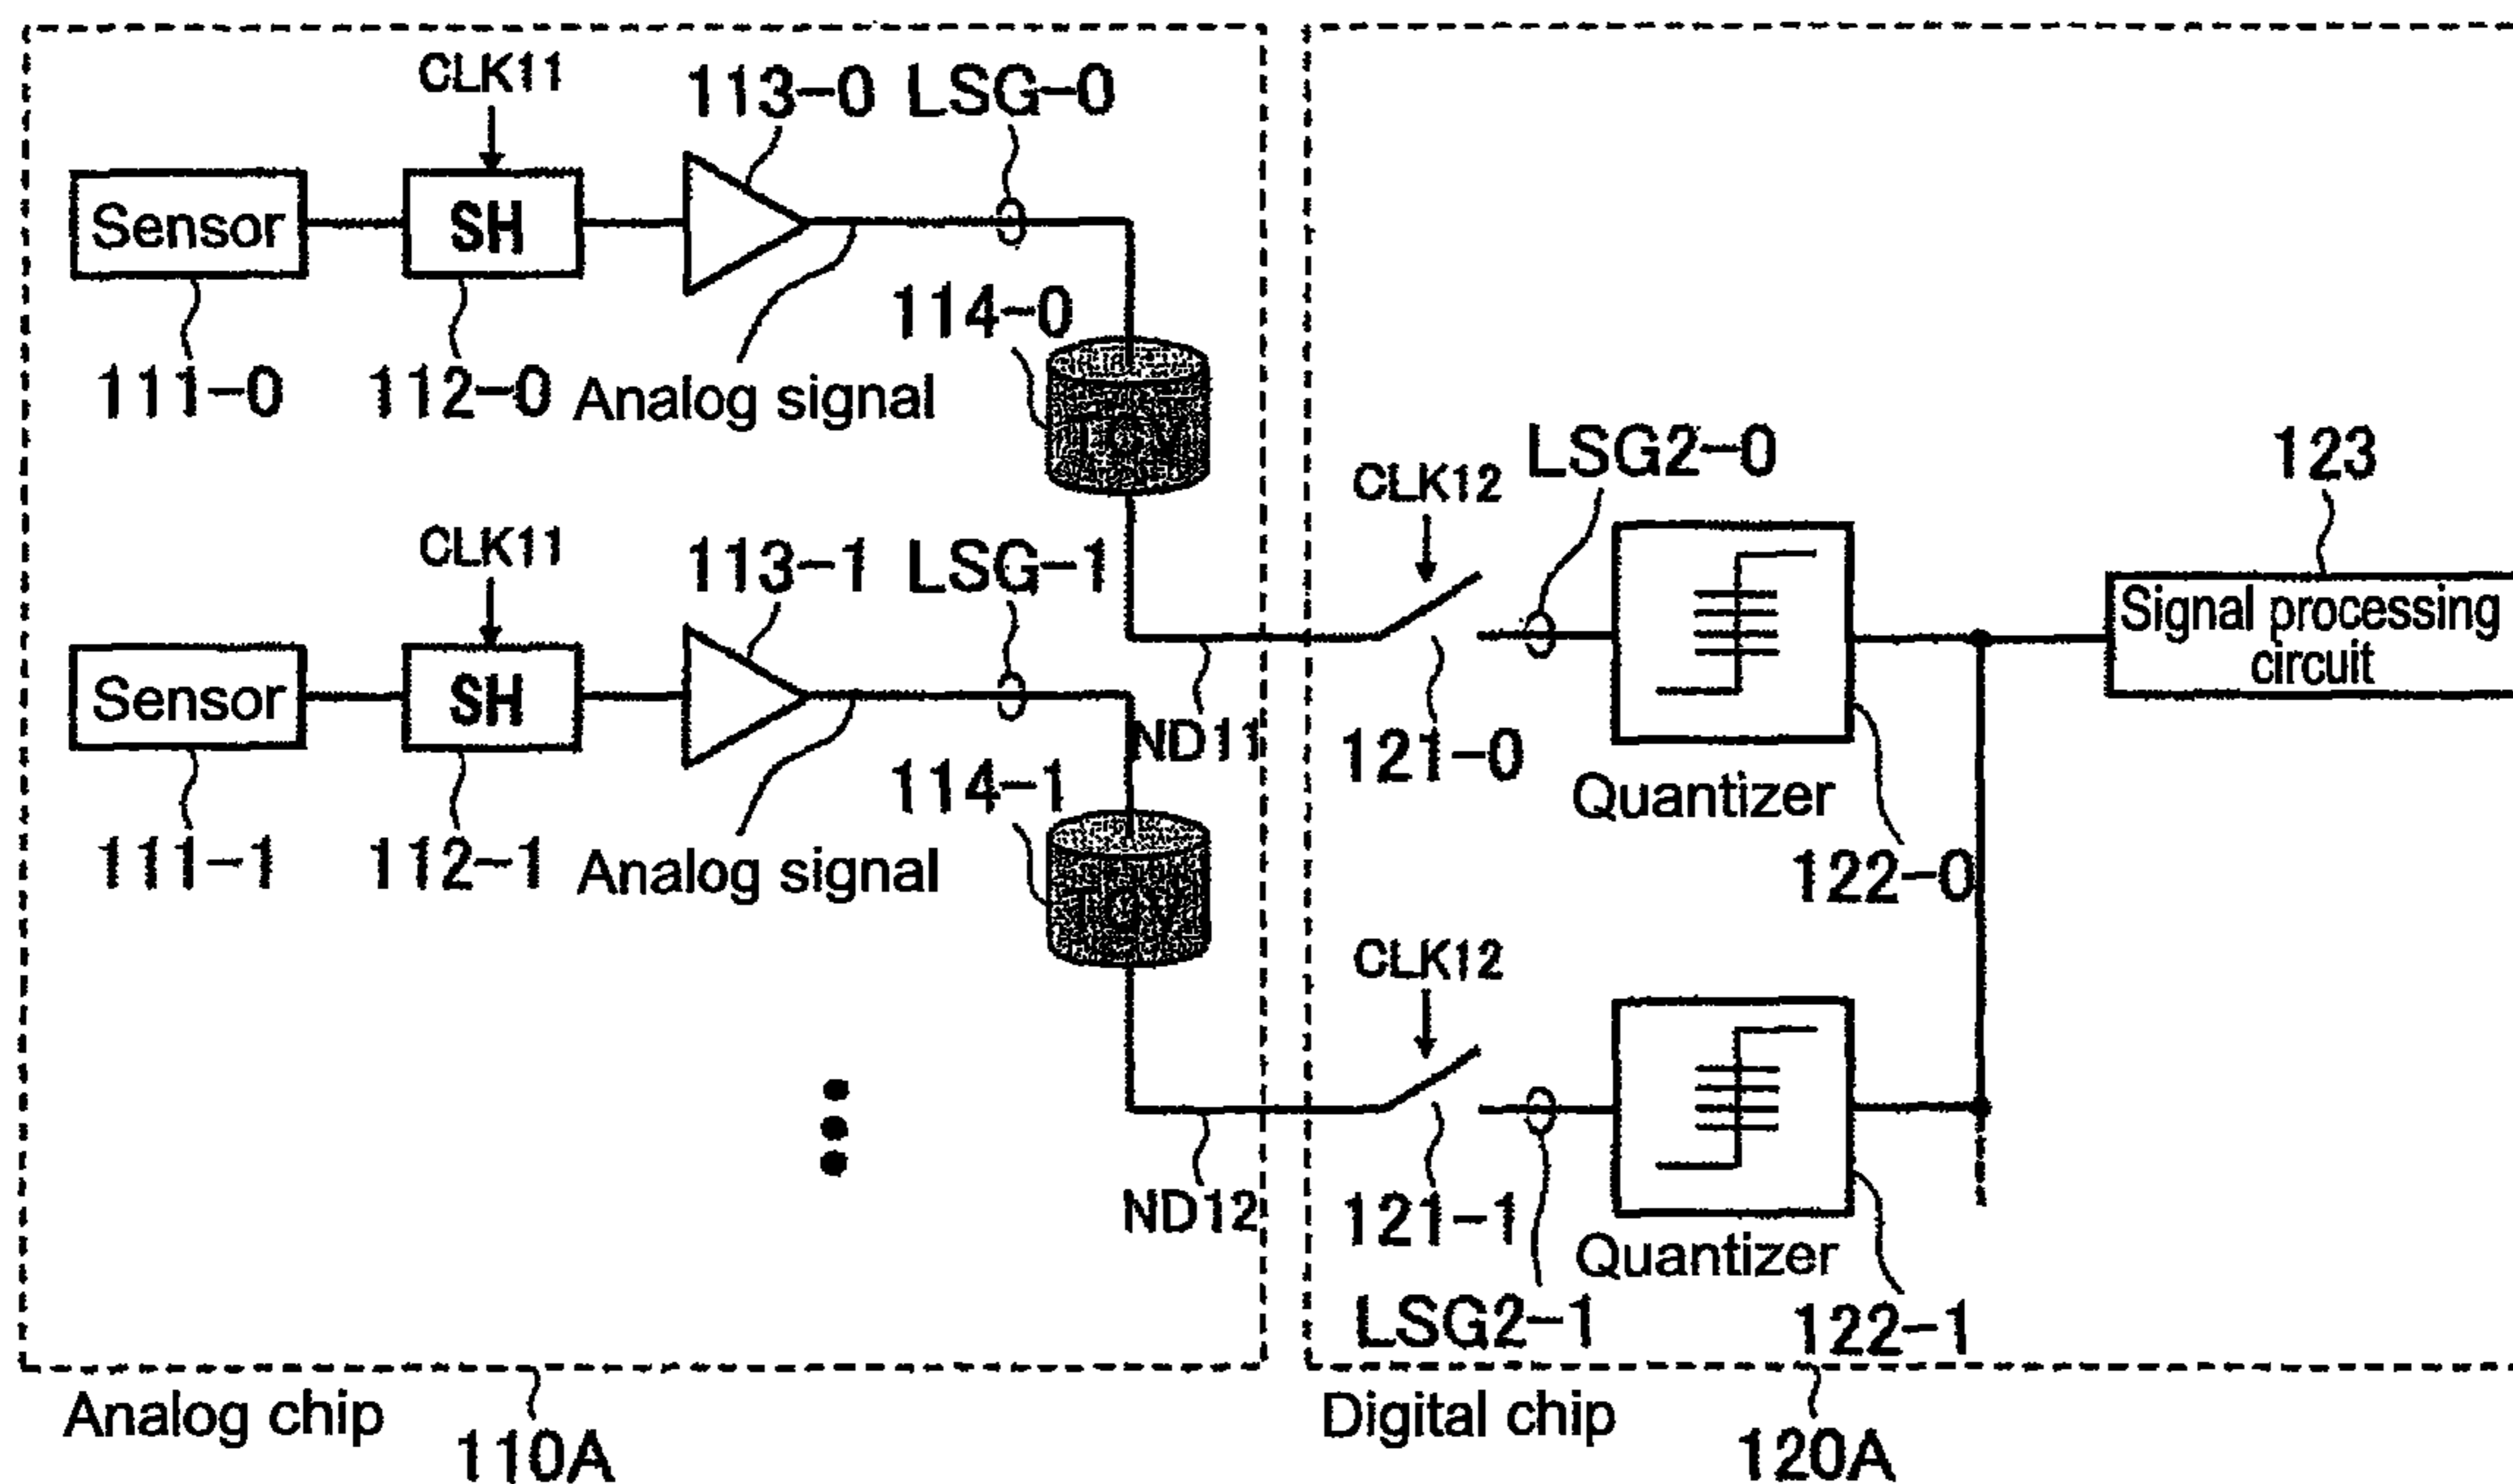 CLK11
113-0 LSG-0
Sensor
SH
114-0
111-0
112-0
Analog signal
TCV
CLK11
113-1 LSG-1
Sensor
SH
ND11
114-1
111-1
112-1
Analog signal
TCV
ND12
Analog chip
110A
LSG2-0
123
CLK12
Signal processing
circuit
121-0
Quantizer
122-0
CLK12
121-1
Quantizer
LSG2-1
122-1
Digital chip
120A